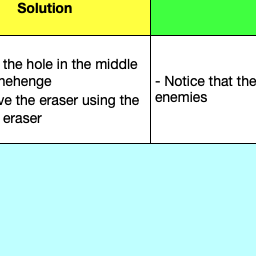 Solution
the hole in the middle
nehenge
ve the eraser using the
eraser
- Notice that the
enemies